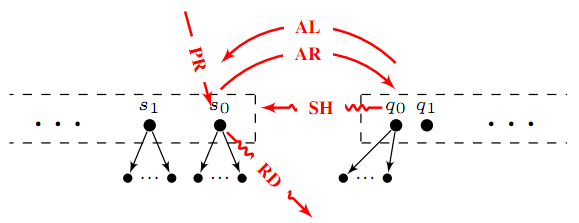 AL
PR
AR
s₁ s₀ SH q₀ q₁
· · · · · ·
RD
··· ··· ···